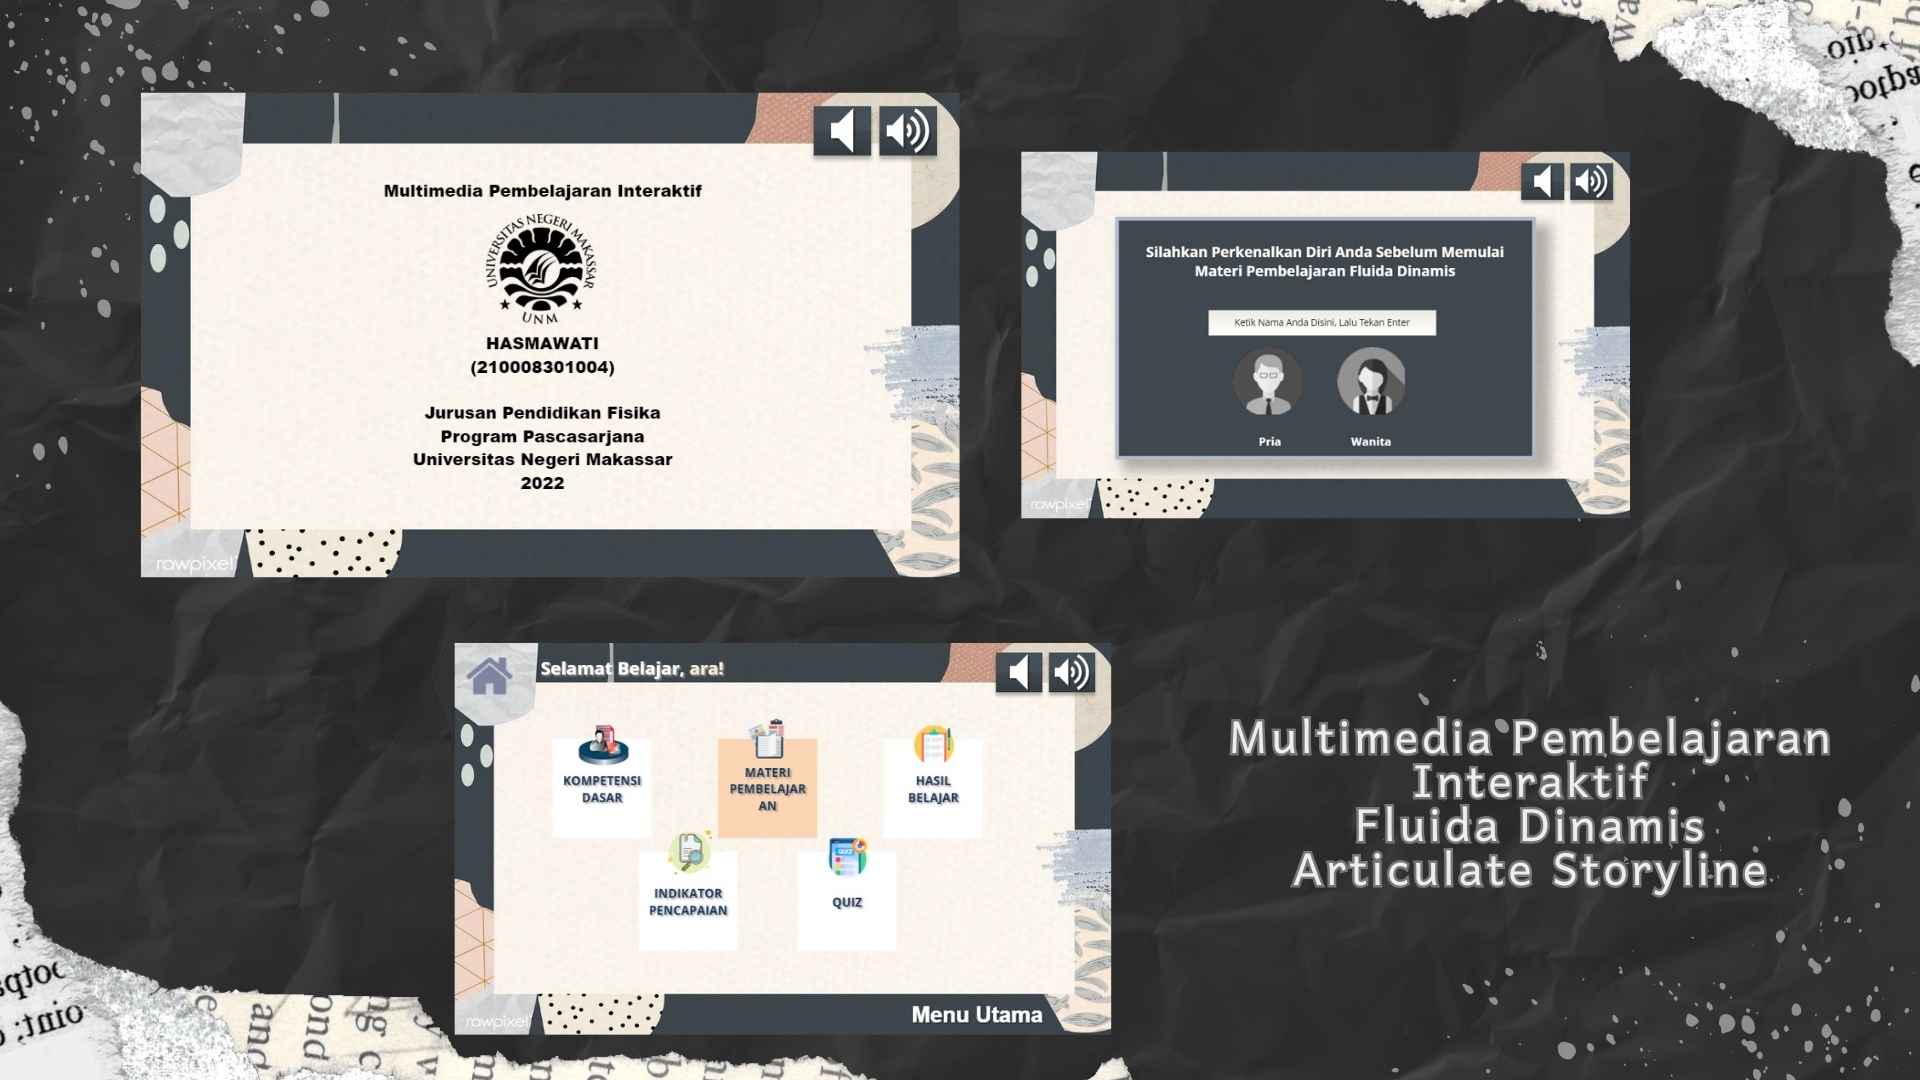 Multimedia Pembelajaran Interaktif
UNIVERSITAS NEGERI MAKASSAR
UNM
HASMAWATI
(210008301004)
Jurusan Pendidikan Fisika
Program Pascasarjana
Universitas Negeri Makassar
2022
rawpixel
Silahkan Perkenalkan Diri Anda Sebelum Memulai
Materi Pembelajaran Fluida Dinamis
Ketik Nama Anda Disini, Lalu Tekan Enter
Pria
Wanita
rawpixel
Selamat Belajar, ara!
KOMPETENSI
DASAR
MATERI
PEMBELAJAR
AN
HASIL
BELAJAR
INDIKATOR
PENCAPAIAN
QUIZ
QUIZ
rawpixel
Menu Utama
Multimedia Pembelajaran
Interaktif
Fluida Dinamis
Articulate Storyline